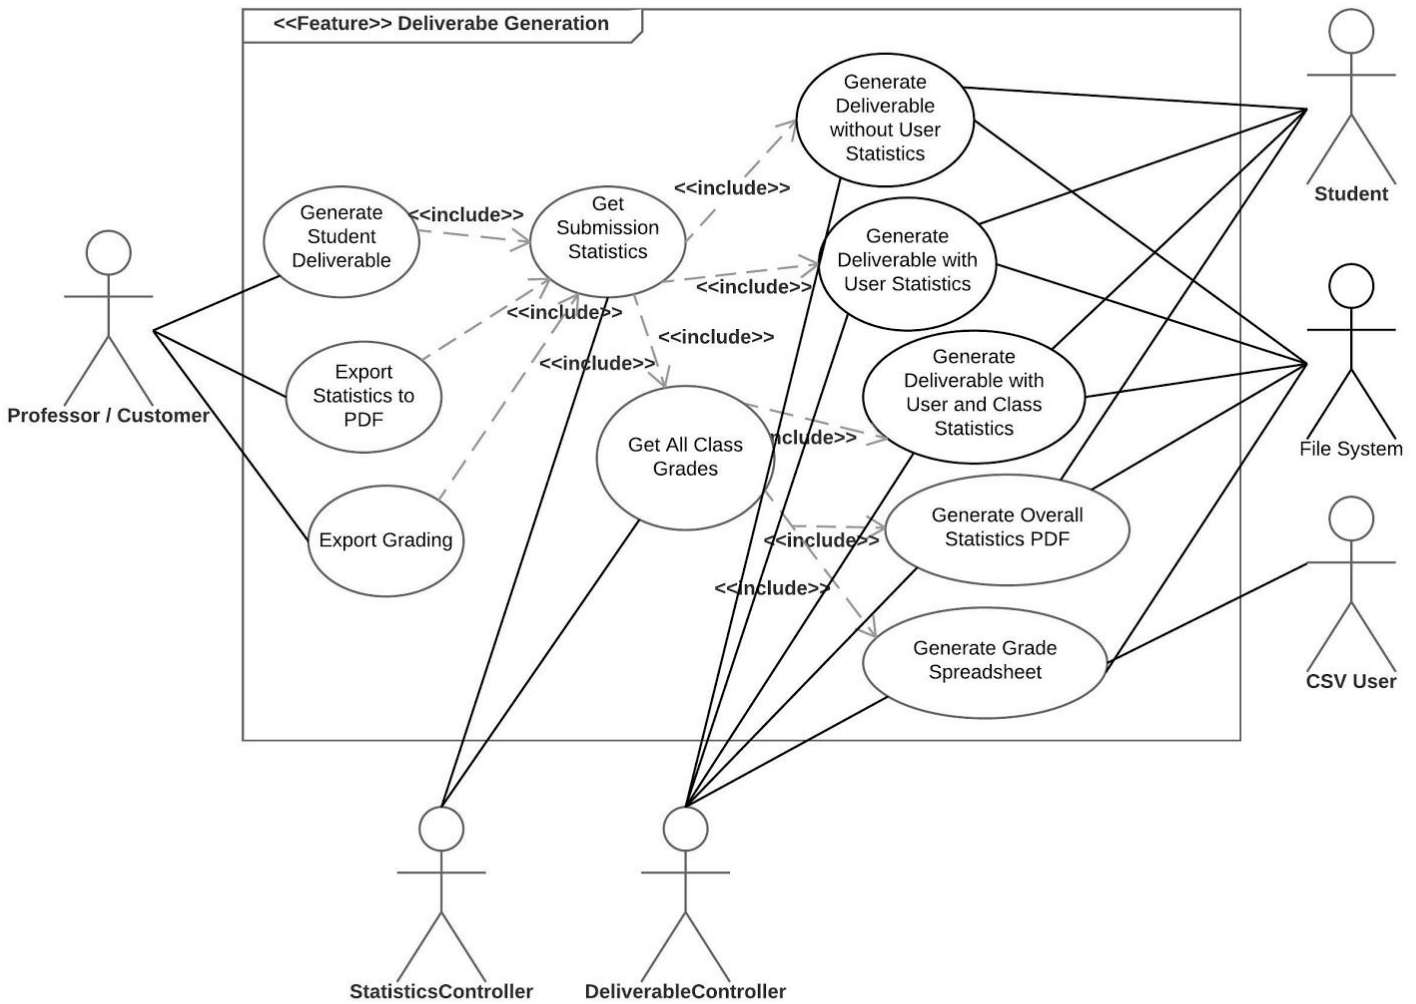 <<Feature>> Deliverabe Generation
Generate
Deliverable
without User
Statistics
Student
<<include>>
Generate
Student
Deliverable
<<include>>
Get
Submission
Statistics
Generate
Deliverable with
User Statistics
<<include>>
<<include>>
<<include>>
<<include>>
Professor / Customer
Export
Statistics to
PDF
Generate
Deliverable with
User and Class
Statistics
File System
Get All Class
Grades
nclude>>
Export Grading
<<include>>
Generate Overall
Statistics PDF
<<include>>
Generate Grade
Spreadsheet
CSV User
StatisticsController
DeliverableController